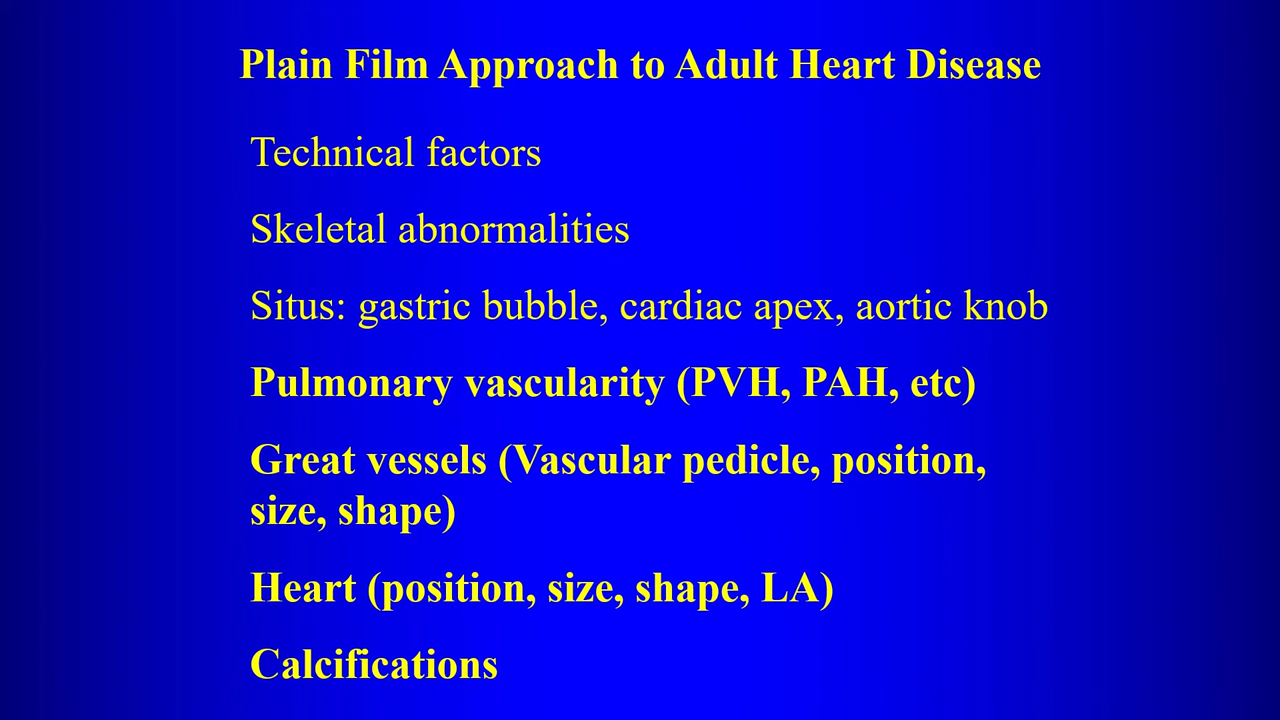 Plain Film Approach to Adult Heart Disease
Technical factors
Skeletal abnormalities
Situs: gastric bubble, cardiac apex, aortic knob
Pulmonary vascularity (PVH, PAH, etc)
Great vessels (Vascular pedicle, position,
size, shape)
Heart (position, size, shape, LA)
Calcifications